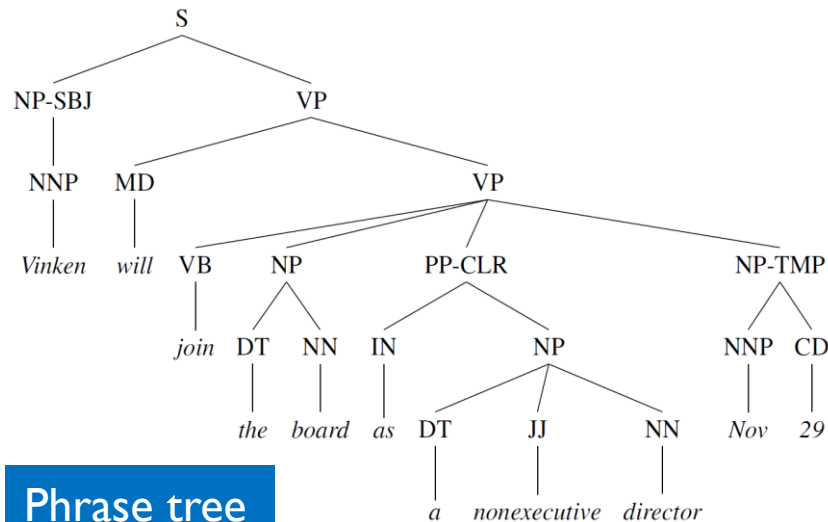 S
NP-SBJ VP
NNP MD VP
Vinken will VB NP PP-CLR NP-TMP
join DT NN IN NP NNP CD
the board as DT JJ NN Nov 29
a nonexecutive director
Phrase tree